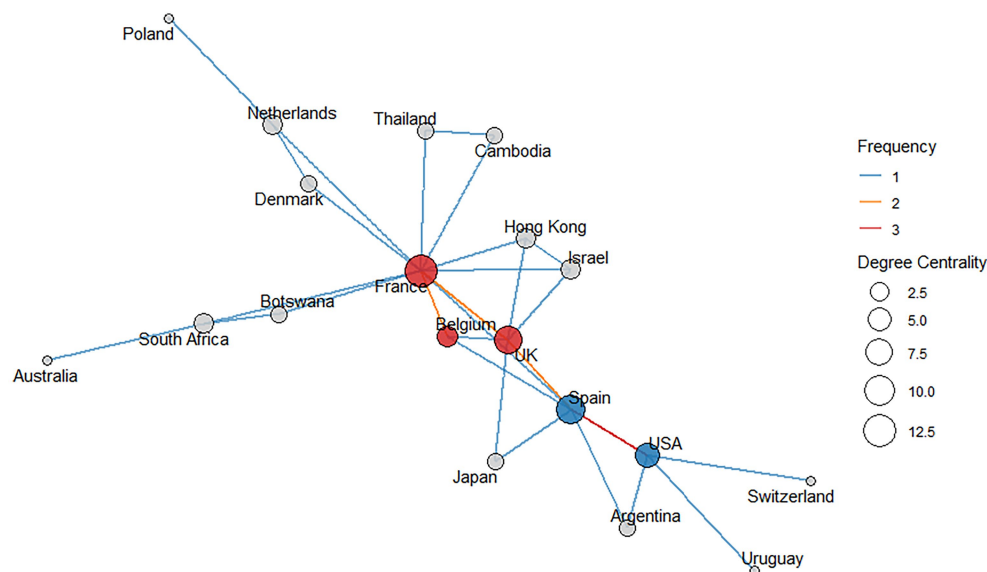 Poland
Netherlands
Thailand
Cambodia
Denmark
Hong Kong
Israel
France
Botswana
Belgium
South Africa
UK
Australia
Spain
USA
Japan
Switzerland
Argentina
Uruguay
Frequency
1
2
3
Degree Centrality
2.5
5.0
7.5
10.0
12.5